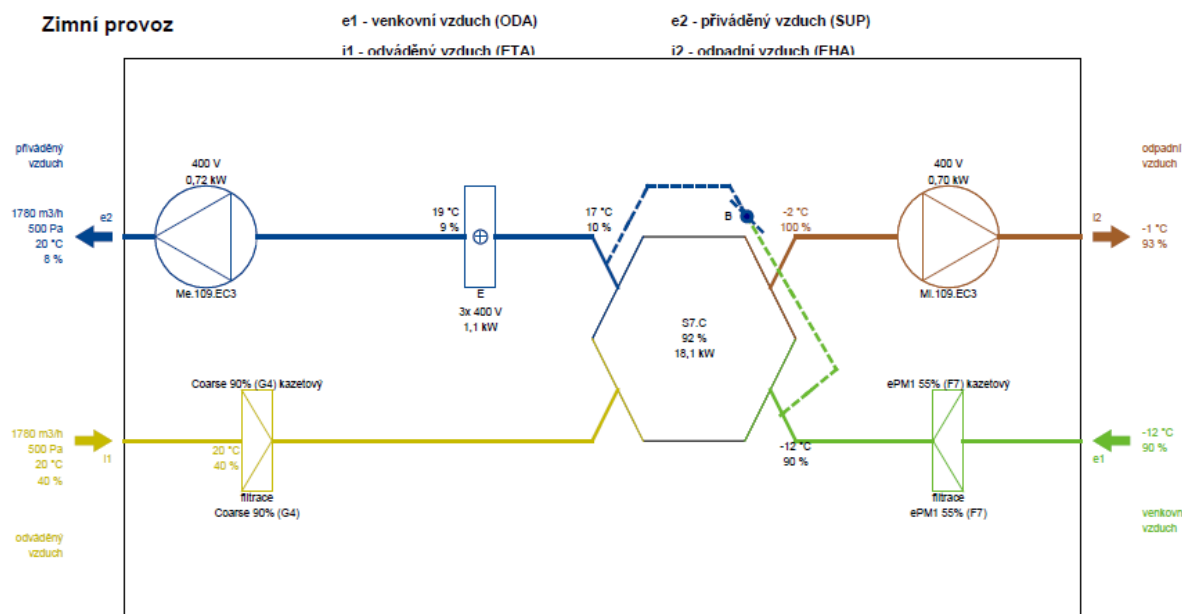 Zimní provoz
e1 - venkovní vzduch (ODA)
e2 - přiváděný vzduch (SUP)
i1 - odváděný vzduch (ETA)
i2 - odpadní vzduch (EHA)
přiváděný
vzduch
1780 m3/h
500 Pa
20 °C
8 %
e2
400 V
0,72 kW
Me.109.EC3
19 °C
9 %
E
3x 400 V
1,1 kW
17 °C
10 %
B
-2 °C
100 %
400 V
0,70 kW
Mi.109.EC3
odpadní
vzduch
i2
-1 °C
93 %
S7.C
92 %
18,1 kW
1780 m3/h
500 Pa
20 °C
40 %
i1
Coarse 90% (G4) kazetový
20 °C
40 %
filtrace
Coarse 90% (G4)
odváděný
vzduch
-12 °C
90 %
ePM1 55% (F7) kazetový
filtrace
ePM1 55% (F7)
-12 °C
90 %
e1
venkovní
vzduch